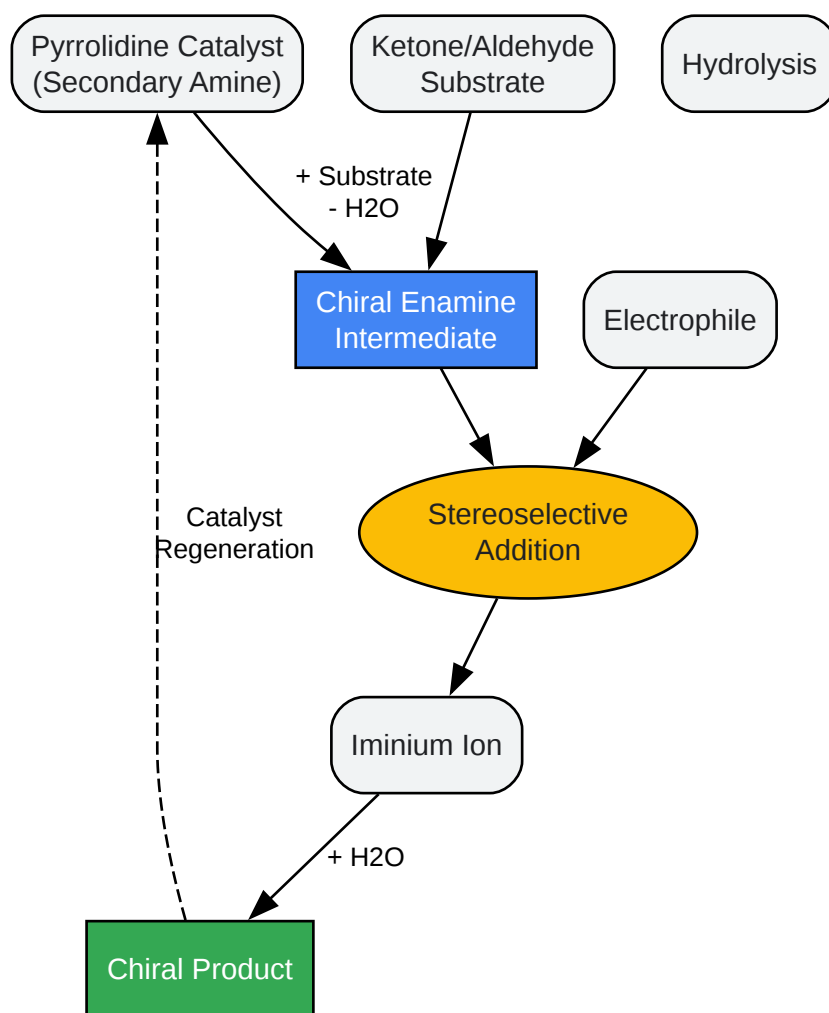 Pyrrolidine Catalyst
(Secondary Amine)
Ketone/Aldehyde
Substrate
Hydrolysis
+ Substrate
- H2O
Chiral Enamine
Intermediate
Electrophile
Stereoselective
Addition
Catalyst
Regeneration
Iminium Ion
+ H2O
Chiral Product